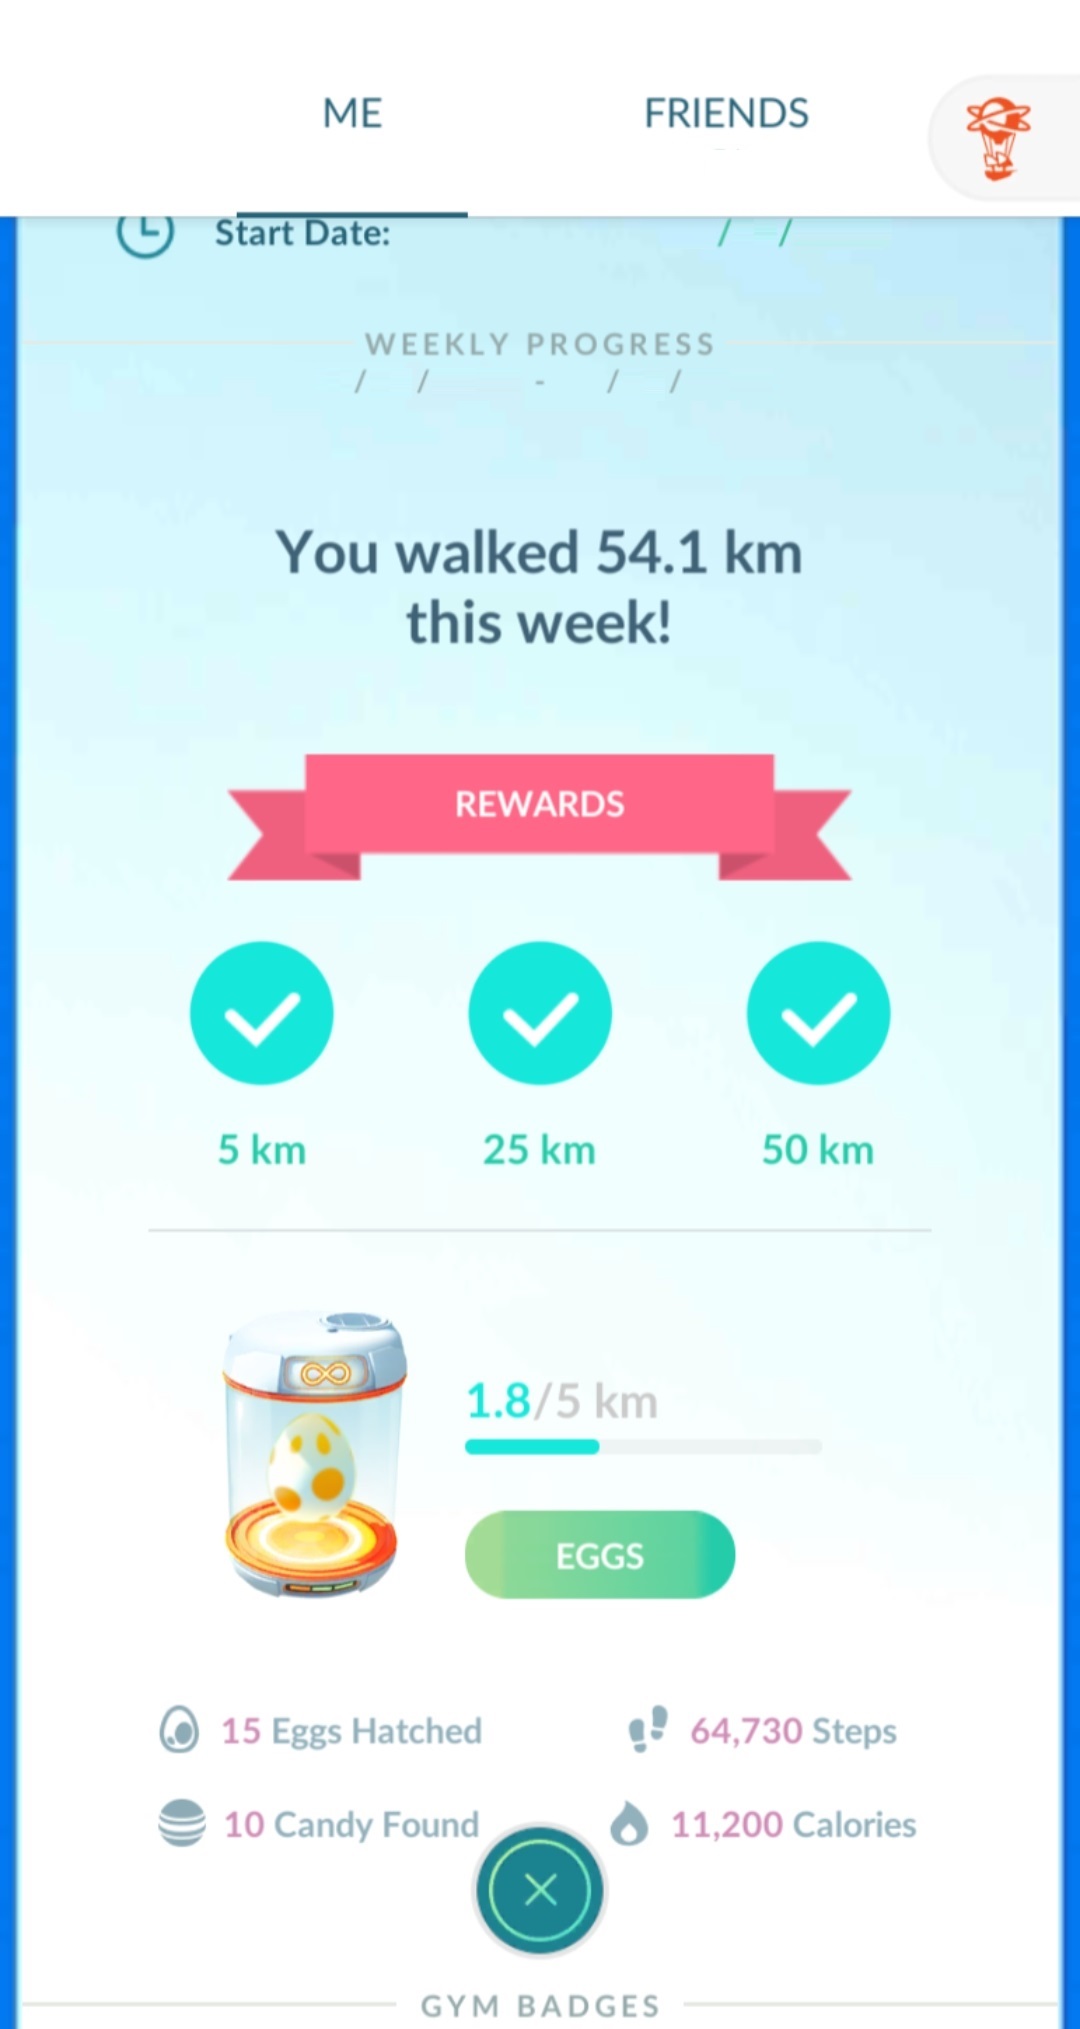 ME
FRIENDS
Start Date: / /
WEEKLY PROGRESS
/ / - / /
You walked 54.1 km
this week!
REWARDS
5 km
25 km
50 km
1.8/5 km
EGGS
15 Eggs Hatched
64,730 Steps
10 Candy Found
11,200 Calories
GYM BADGES